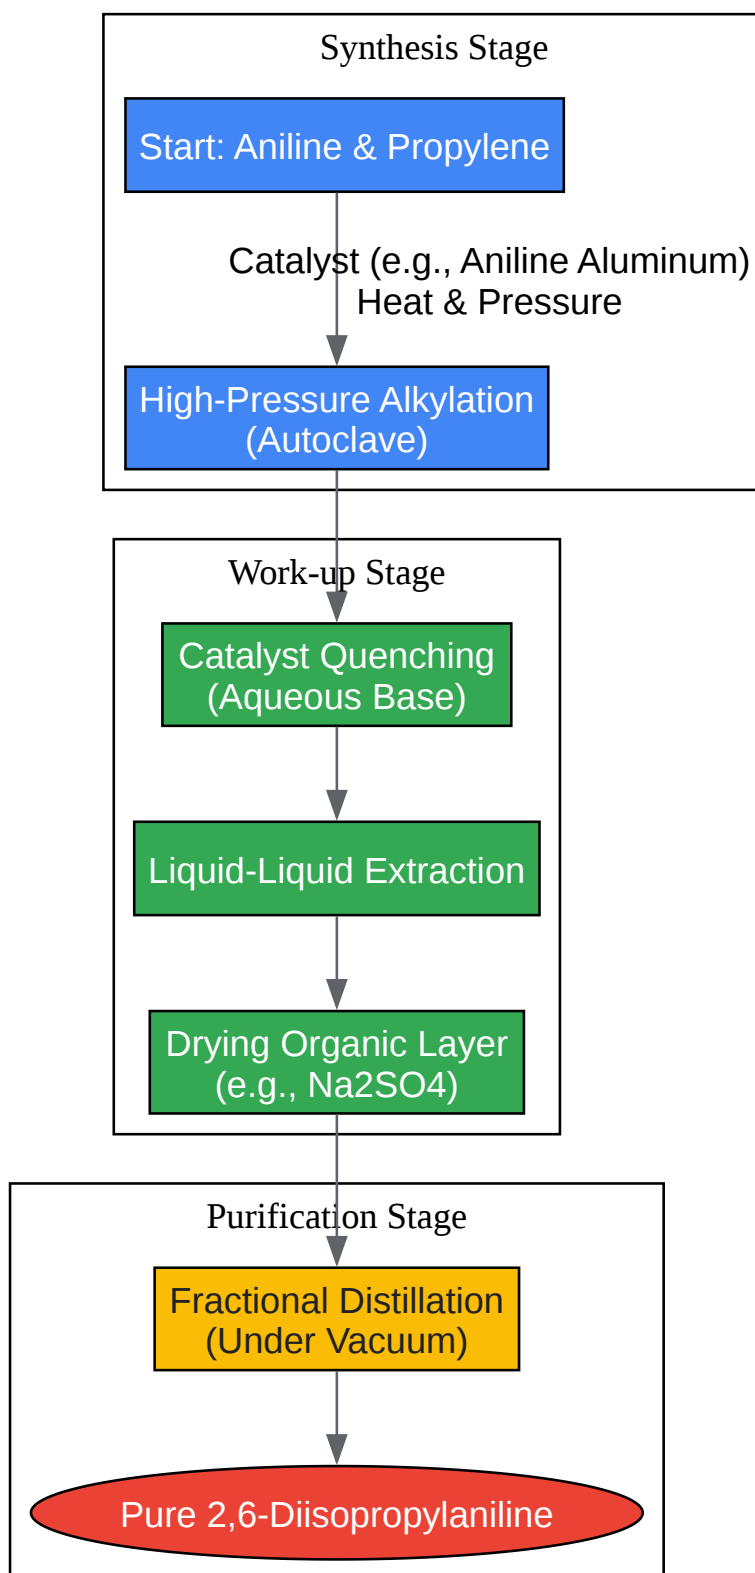 Synthesis Stage
Start: Aniline & Propylene
Catalyst (e.g., Aniline Aluminum)
Heat & Pressure
High-Pressure Alkylation
(Autoclave)
Work-up Stage
Catalyst Quenching
(Aqueous Base)
Liquid-Liquid Extraction
Drying Organic Layer
(e.g., Na2SO4)
Purification Stage
Fractional Distillation
(Under Vacuum)
Pure 2,6-Diisopropylaniline